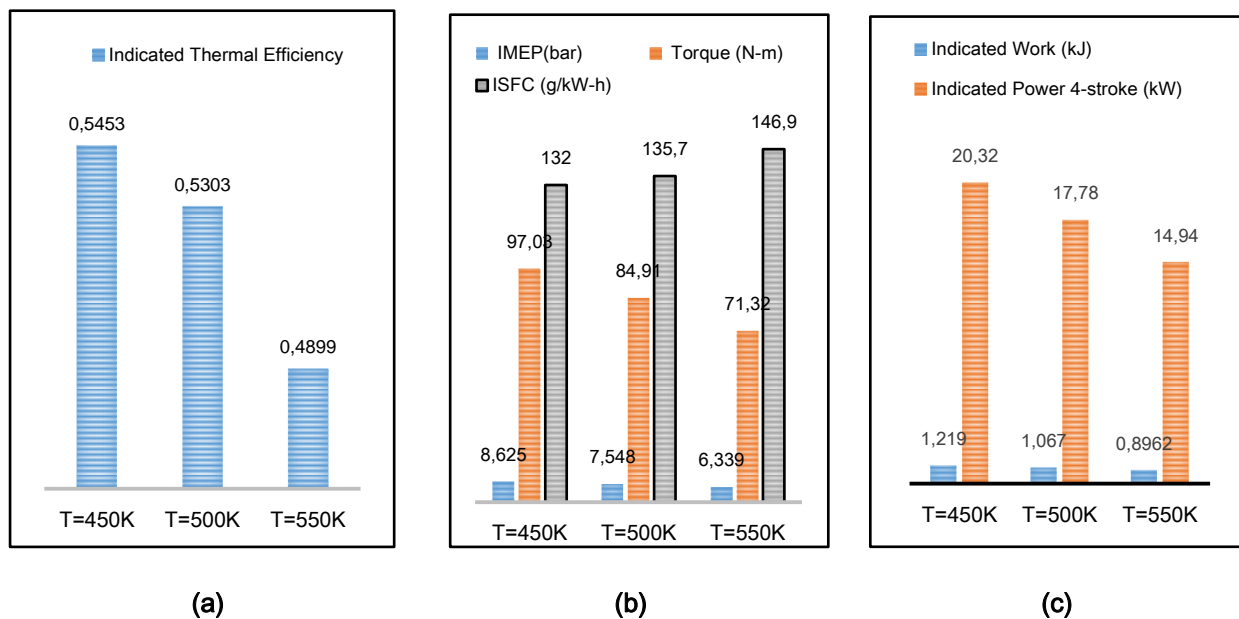 Indicated Thermal Efficiency
0,5453
0,5303
0,4899
T=450K T=500K T=550K
(a)
IMEP(bar) Torque (N-m)
ISFC (g/kW-h)
146,9
135,7
132
97,03
84,91
71,32
8,625
7,548
6,339
T=450K T=500K T=550K
(b)
Indicated Work (kJ)
Indicated Power 4-stroke (kW)
20,32
17,78
14,94
1,219
1,067
0,8962
T=450K T=500K T=550K
(c)